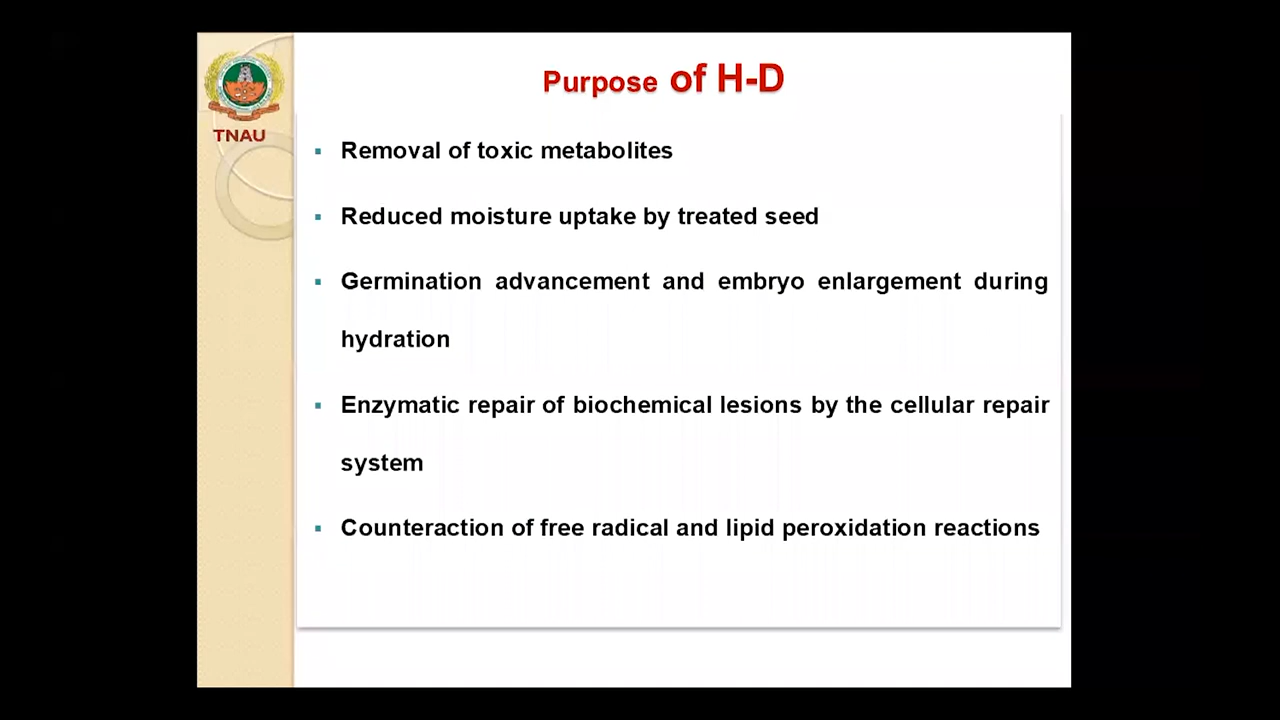 Purpose of H-D
TNAU
▪ Removal of toxic metabolites
▪ Reduced moisture uptake by treated seed
▪ Germination advancement and embryo enlargement during
hydration
▪ Enzymatic repair of biochemical lesions by the cellular repair
system
▪ Counteraction of free radical and lipid peroxidation reactions